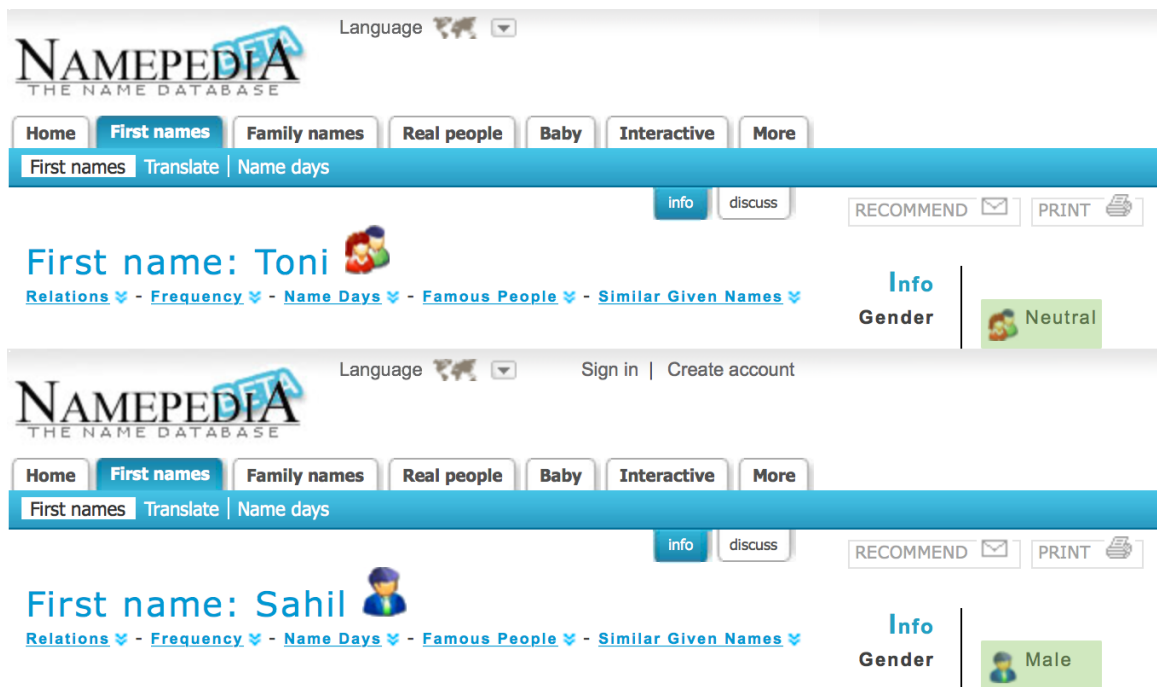 Language
NAMEPEDIA BETA
THE NAME DATABASE
Home First names Family names Real people Baby Interactive More
First names Translate | Name days
info discuss
RECOMMEND PRINT
First name: Toni
Relations - Frequency - Name Days - Famous People - Similar Given Names
Info
Gender Neutral
Language Sign in | Create account
NAMEPEDIA BETA
THE NAME DATABASE
Home First names Family names Real people Baby Interactive More
First names Translate | Name days
info discuss
RECOMMEND PRINT
First name: Sahil
Relations - Frequency - Name Days - Famous People - Similar Given Names
Info
Gender Male